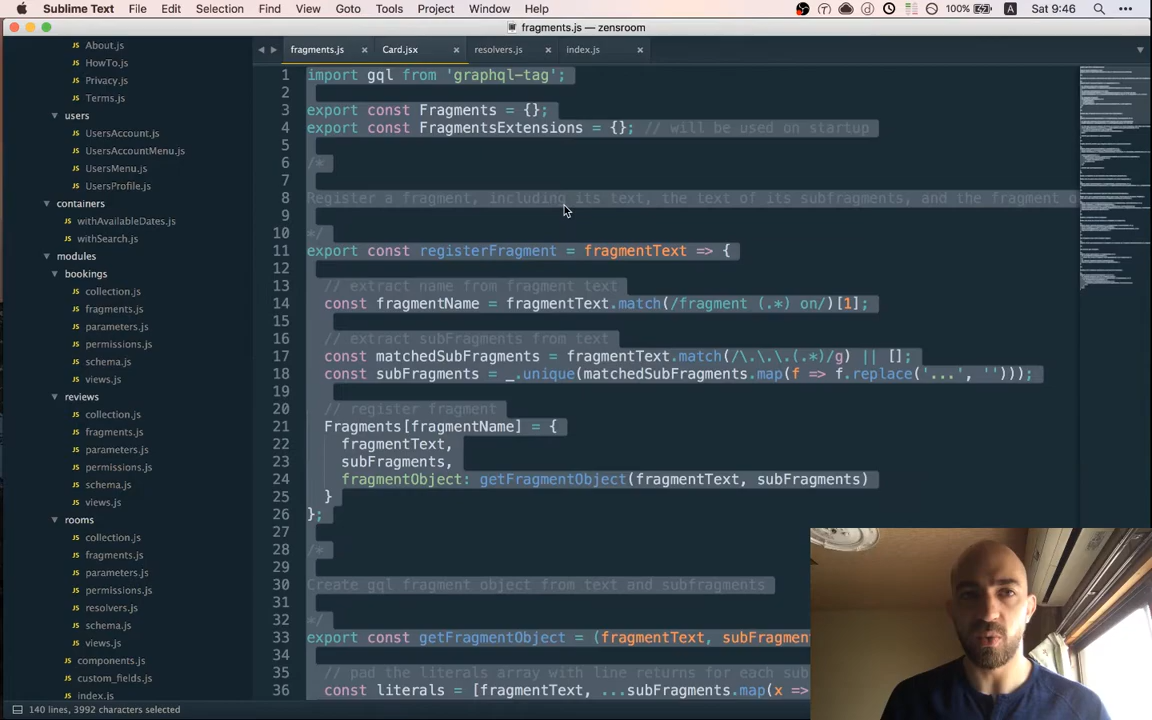 Sublime Text File Edit Selection Find View Goto Tools Project Window Help 100% A Sat 9:46
fragments.js — zensroom
About.js
HowTo.js
Privacy.js
Terms.js
users
UsersAccount.js
UsersAccountMenu.js
UsersMenu.js
UsersProfile.js
containers
withAvailableDates.js
withSearch.js
modules
bookings
collection.js
fragments.js
parameters.js
permissions.js
schema.js
views.js
reviews
collection.js
fragments.js
parameters.js
permissions.js
schema.js
views.js
rooms
collection.js
fragments.js
parameters.js
permissions.js
resolvers.js
schema.js
views.js
components.js
custom_fields.js
index.js
fragments.js Card.jsx resolvers.js index.js
1 import gql from 'graphql-tag';
2
3 export const Fragments = {};
4 export const FragmentsExtensions = {}; // will be used on startup
5
6 /*
7
8 Register a fragment, including its text, the text of its subfragments, and the fragment o
9
10 */
11 export const registerFragment = fragmentText => {
12
13 // extract name from fragment text
14 const fragmentName = fragmentText.match(/fragment (.*) on/)[1];
15
16 // extract subFragments from text
17 const matchedSubFragments = fragmentText.match(/\.\.\.(.*)/g) || [];
18 const subFragments = _.unique(matchedSubFragments.map(f => f.replace('...', '')));
19
20 // register fragment
21 Fragments[fragmentName] = {
22 fragmentText,
23 subFragments,
24 fragmentObject: getFragmentObject(fragmentText, subFragments)
25 }
26 };
27
28 /*
29
30 Create gql fragment object from text and subfragments
31
32 */
33 export const getFragmentObject = (fragmentText, subFragmen
34
35 // pad the literals array with line returns for each sub
36 const literals = [fragmentText, ...subFragments.map(x =>
140 lines, 3992 characters selected